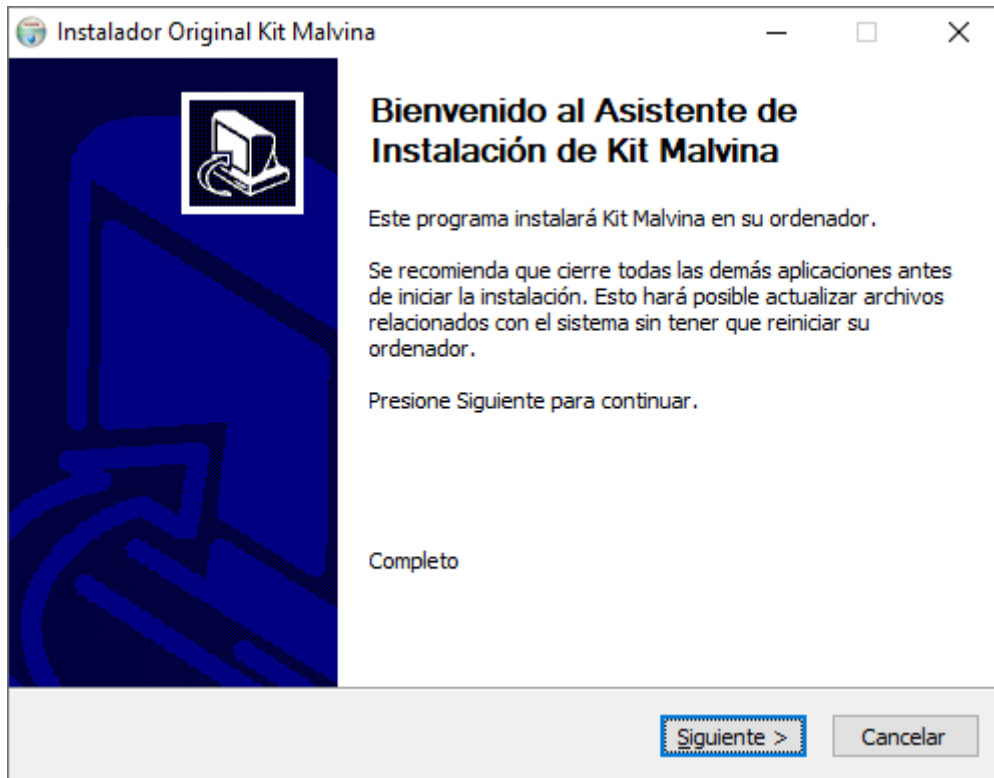 Instalador Original Kit Malvina
Bienvenido al Asistente de
Instalación de Kit Malvina
Este programa instalará Kit Malvina en su ordenador.
Se recomienda que cierre todas las demás aplicaciones antes
de iniciar la instalación. Esto hará posible actualizar archivos
relacionados con el sistema sin tener que reiniciar su
ordenador.
Presione Siguiente para continuar.
Completo
Siguiente >
Cancelar